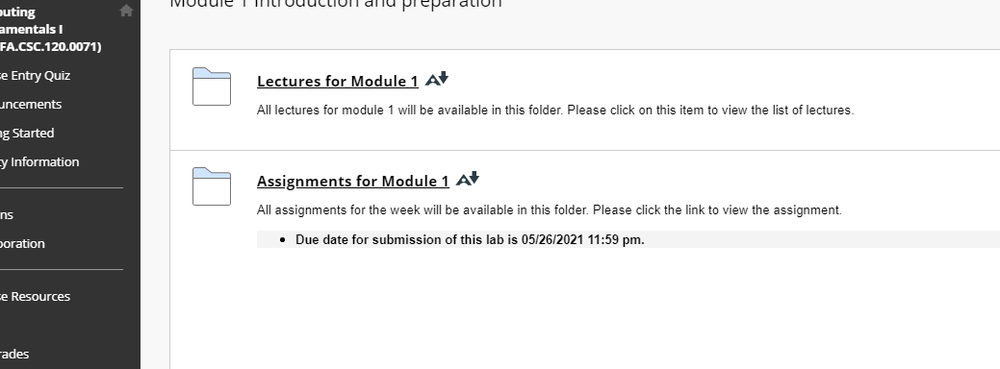 Module 1 Introduction and preparation
puting
amentals I
FA.CSC.120.0071)
se Entry Quiz
uncements
ng Started
ty Information
ns
poration
se Resources
rades
Lectures for Module 1
All lectures for module 1 will be available in this folder. Please click on this item to view the list of lectures.
Assignments for Module 1
All assignments for the week will be available in this folder. Please click the link to view the assignment.
Due date for submission of this lab is 05/26/2021 11:59 pm.